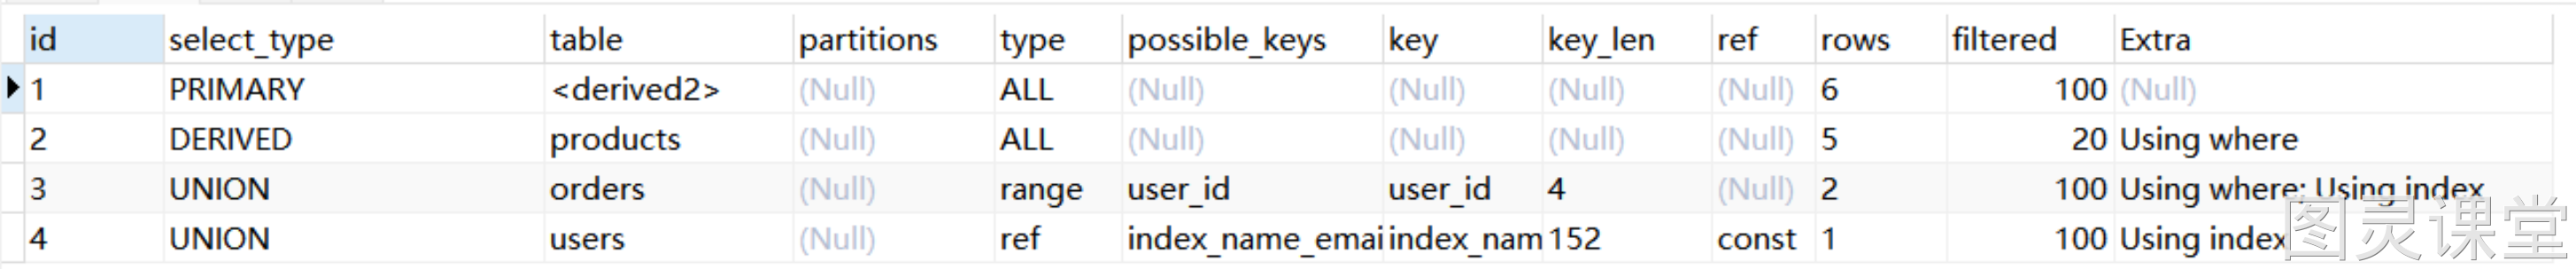 id select_type table partitions type possible_keys key key_len ref rows filtered Extra
1 PRIMARY <derived2> (Null) ALL (Null) (Null) (Null) (Null) 6 100 (Null)
2 DERIVED products (Null) ALL (Null) (Null) (Null) (Null) 5 20 Using where
3 UNION orders (Null) range user_id user_id 4 (Null) 2 100 Using where; Using index
4 UNION users (Null) ref index_name_emai index_nam 152 const 1 100 Using index
图灵课堂